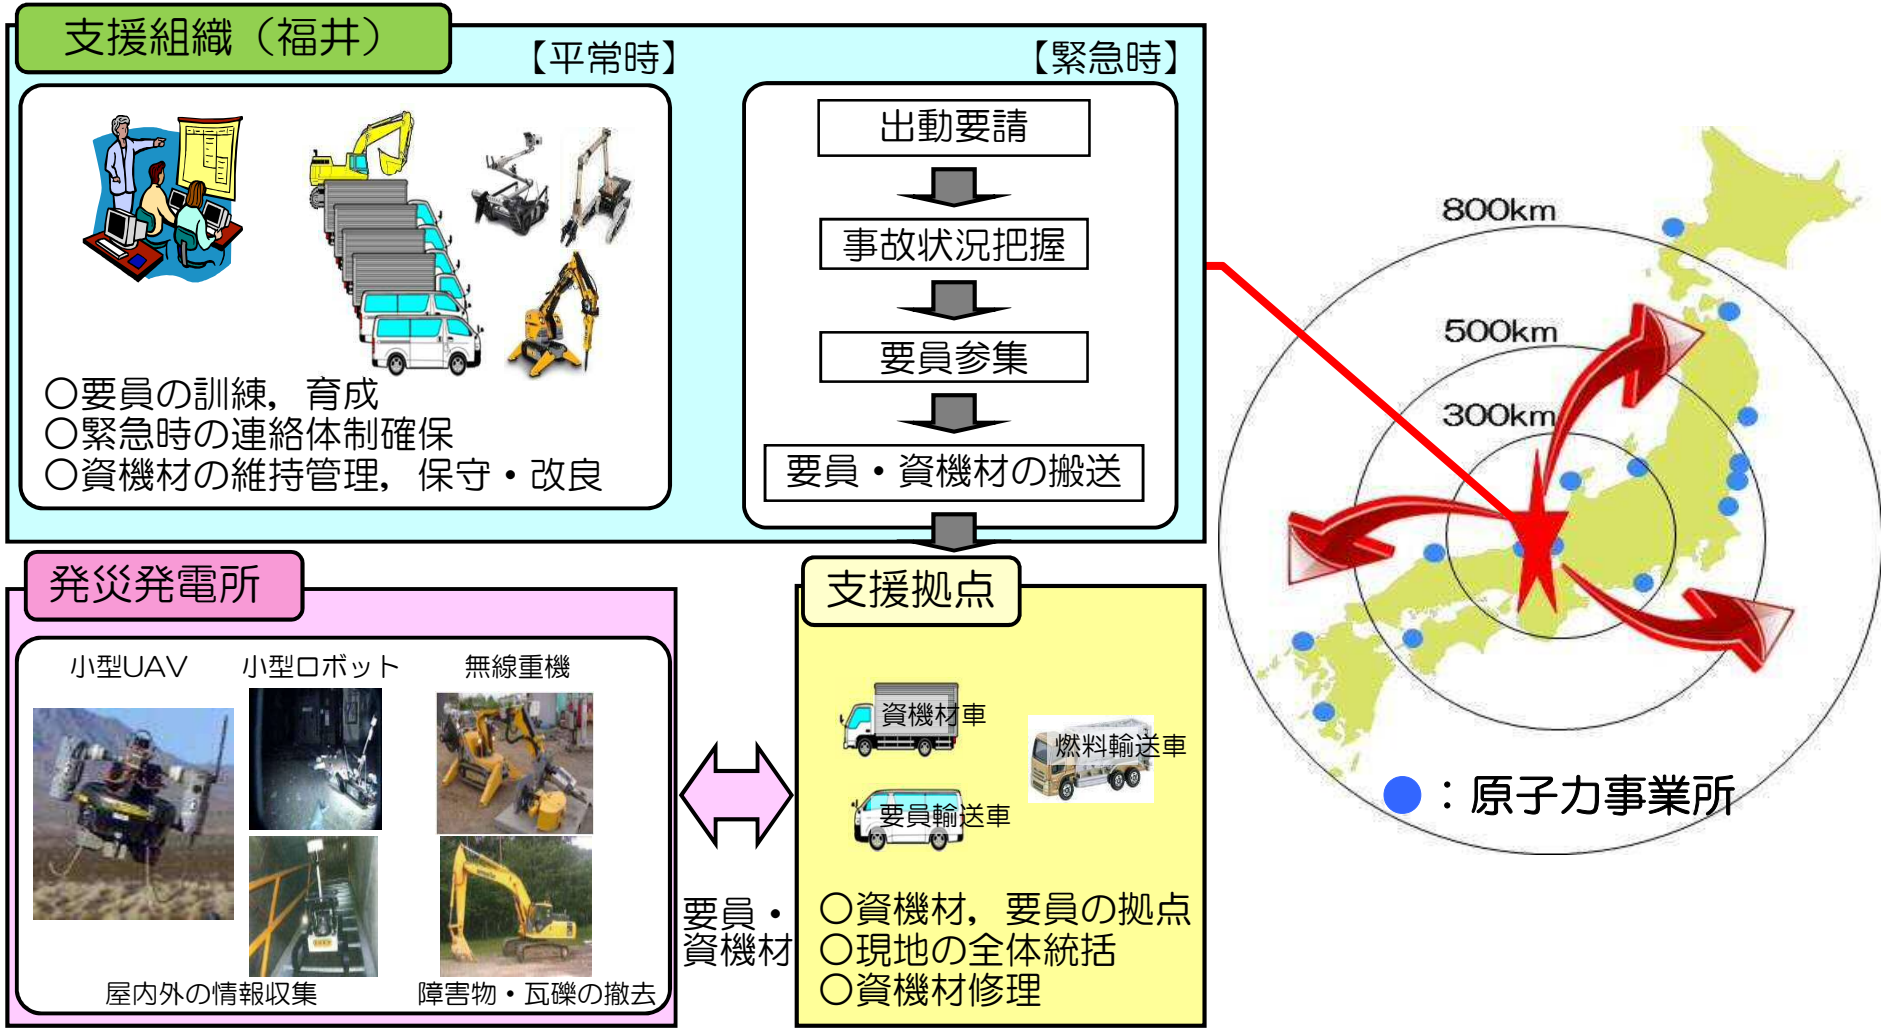 支援組織（福井）
【平常時】
○要員の訓練，育成
○緊急時の連絡体制確保
○資機材の維持管理，保守・改良
【緊急時】
出動要請
事故状況把握
要員参集
要員・資機材の搬送
発災発電所
小型UAV
小型ロボット
無線重機
屋内外の情報収集
障害物・瓦礫の撤去
要員・
資機材
支援拠点
資機材車
燃料輸送車
要員輸送車
○資機材，要員の拠点
○現地の全体統括
○資機材修理
800km
500km
300km
：原子力事業所